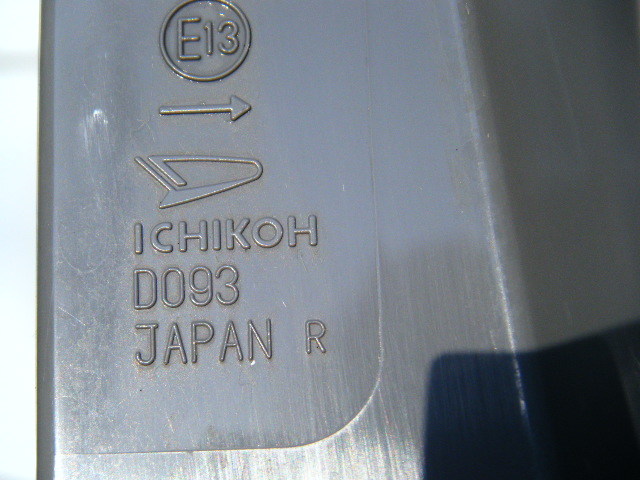 E13
ICHIKOH
D093
JAPAN R